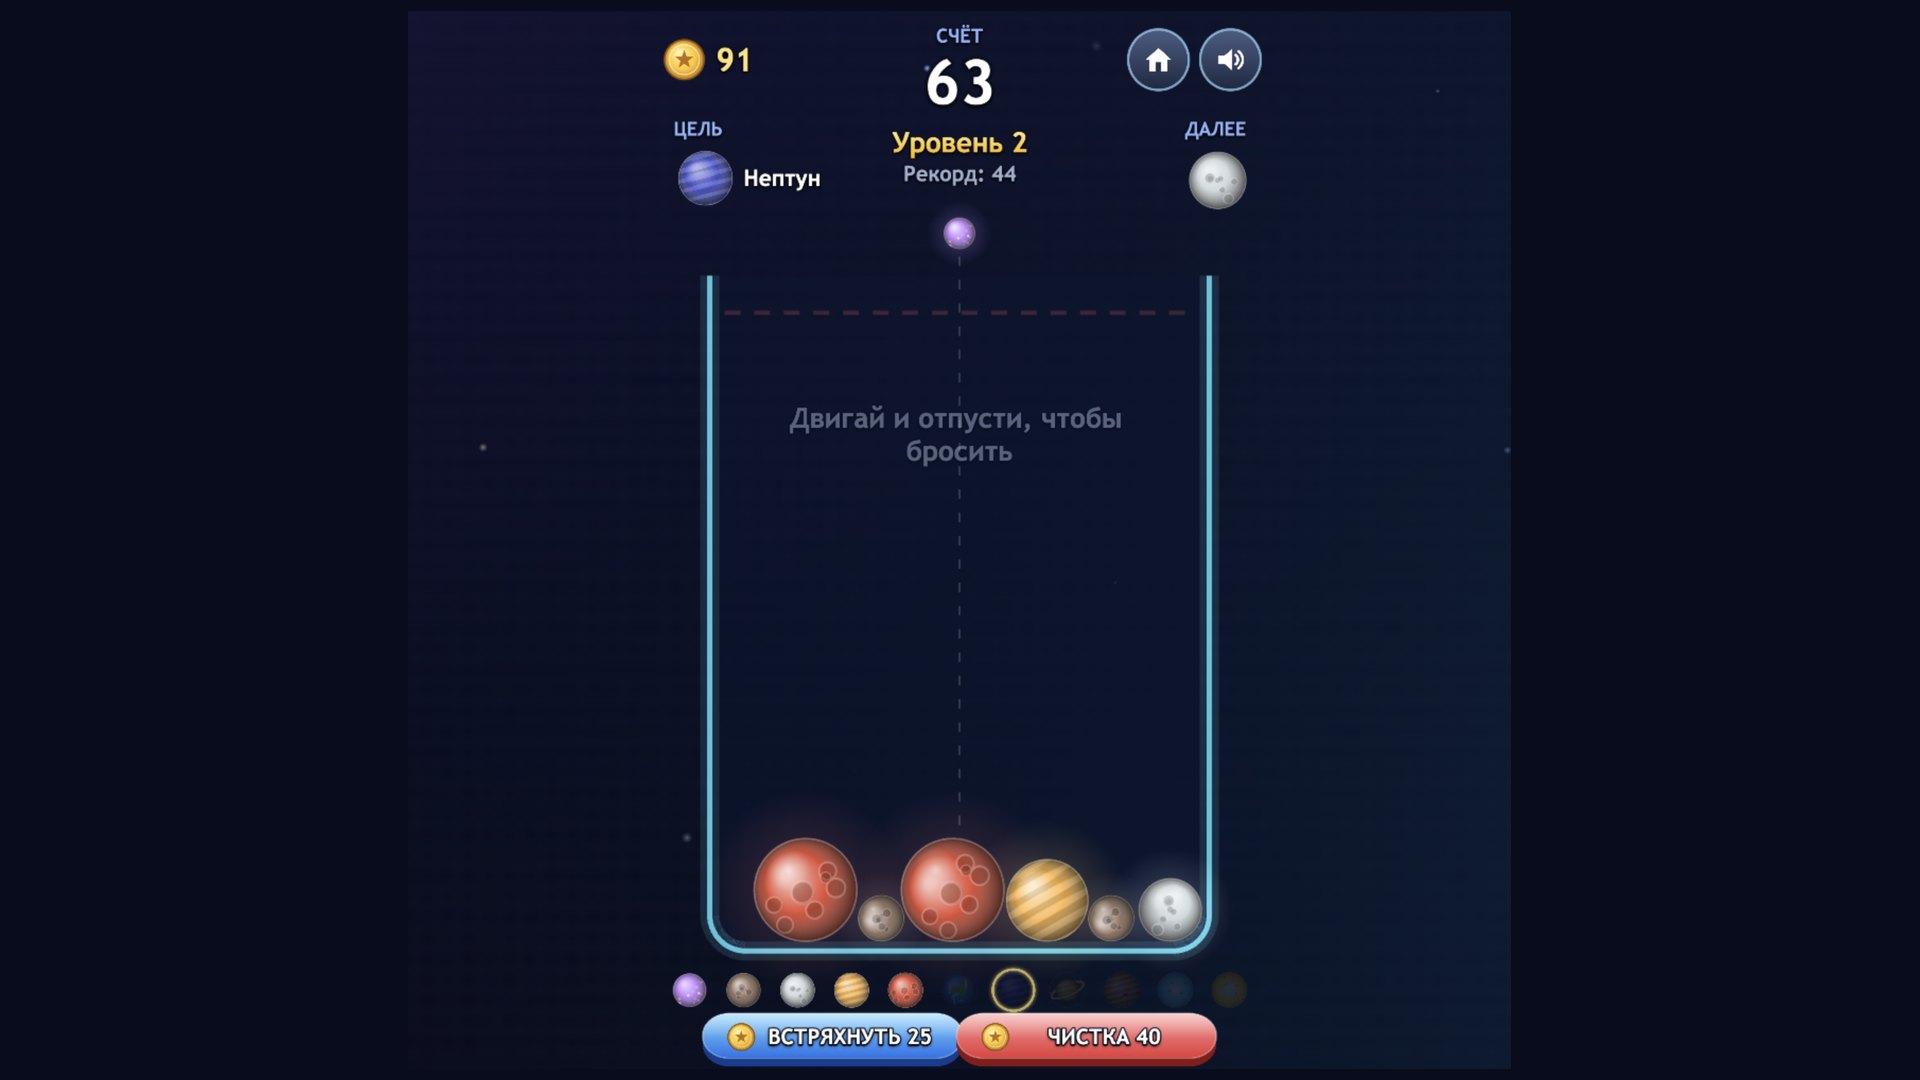 91
СЧЁТ
63
ЦЕЛЬ
Нептун
Уровень 2
Рекорд: 44
ДАЛЕЕ
Двигай и отпусти, чтобы
бросить
ВСТРЯХНУТЬ 25
ЧИСТКА 40